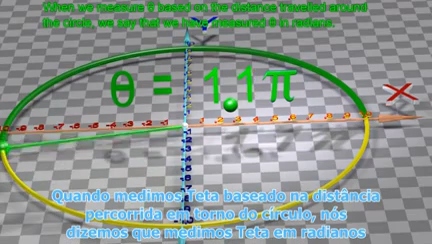 When we measure θ based on the distance travelled around
the circle, we say that we have measured θ in radians.
θ = 1.1π
Quando medimos Teta baseado na distância
percorrida em torno do círculo, nós
dizemos que medimos Teta em radianos